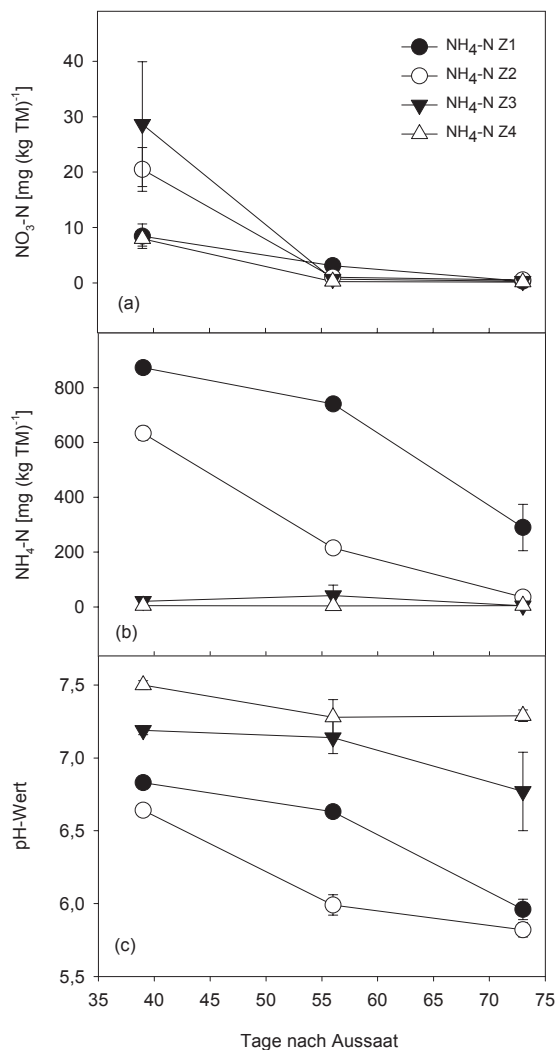 NO₃-N [mg (kg TM)⁻¹]
40
30
20
10
0
NH₄-N Z1
NH₄-N Z2
NH₄-N Z3
NH₄-N Z4
(a)
NH₄-N [mg (kg TM)⁻¹]
800
600
400
200
0
(b)
pH-Wert
7,5
7,0
6,5
6,0
5,5
(c)
35 40 45 50 55 60 65 70 75
Tage nach Aussaat